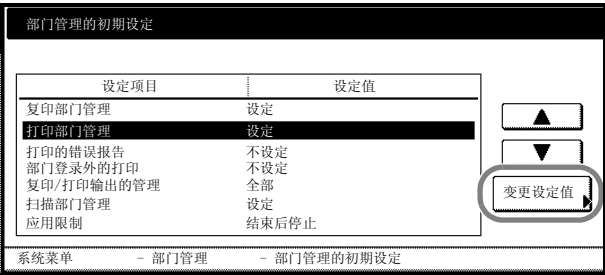 部门管理的初期设定
设定项目 设定值
复印部门管理 设定
打印部门管理 设定
打印的错误报告 不设定
部门登录外的打印 不设定
复印/打印输出的管理 全部
扫描部门管理 设定
应用限制 结束后停止
变更设定值
系统菜单 - 部门管理 - 部门管理的初期设定